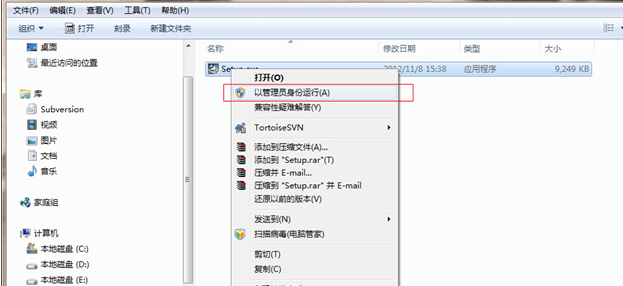 文件(F) 编辑(E) 查看(V) 工具(T) 帮助(H)
组织 打开 刻录 新建文件夹
桌面
最近访问的位置
库
Subversion
视频
图片
文档
音乐
家庭组
计算机
本地磁盘 (C:)
本地磁盘 (D:)
本地磁盘 (E:)
名称 修改日期 类型 大小
Setup.exe 2012/11/8 15:38 应用程序 9,249 KB
打开(O)
以管理员身份运行(A)
兼容性疑难解答(Y)
TortoiseSVN
添加到压缩文件(A)...
添加到 "Setup.rar"(T)
压缩并 E-mail...
压缩到 "Setup.rar" 并 E-mail
还原以前的版本(V)
发送到(N)
扫描病毒(电脑管家)
剪切(T)
复制(C)